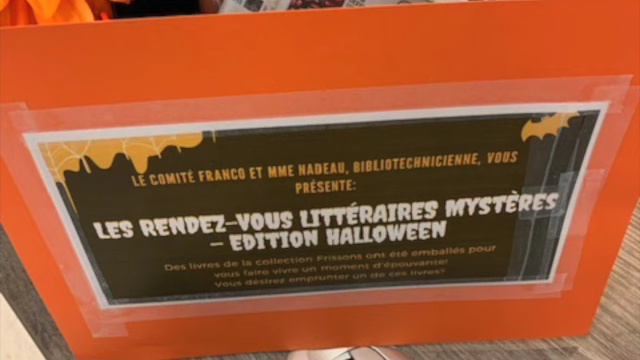 LE COMITÉ FRANCO ET MME NADEAU, BIBLIOTECHNICIENNE, VOUS
PRÉSENTE:
LES RENDEZ-VOUS LITTÉRAIRES MYSTÈRES
- EDITION HALLOWEEN
Des livres de la collection Frissons ont été emballés pour
vous faire vivre un moment d'épouvante!
Vous désirez emprunter un de ces livres?